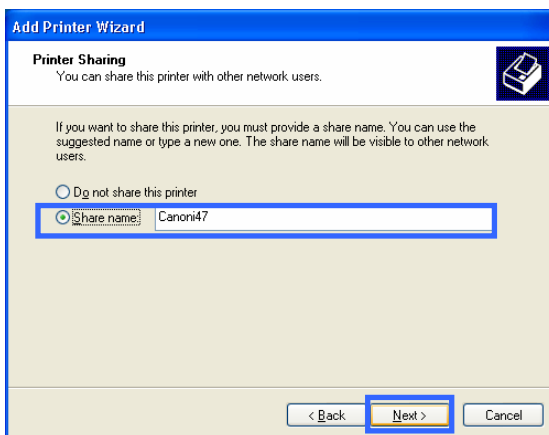 Add Printer Wizard
Printer Sharing
You can share this printer with other network users.
If you want to share this printer, you must provide a share name. You can use the
suggested name or type a new one. The share name will be visible to other network
users.
Do not share this printer
Share name: Canoni47
< Back Next > Cancel